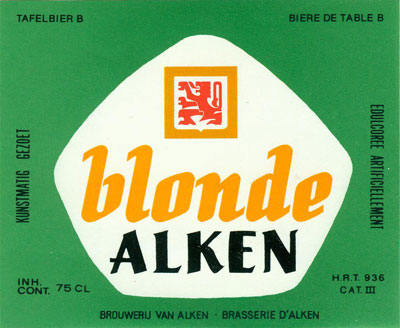 TAFELBIER B
BIERE DE TABLE B
KUNSTMATIG GEZOET
EDULCOREE ARTIFICIELLEMENT
blonde
ALKEN
INH.
CONT. 75 CL
H.R.T. 936
CAT. III
BROUWERIJ VAN ALKEN · BRASSERIE D'ALKEN